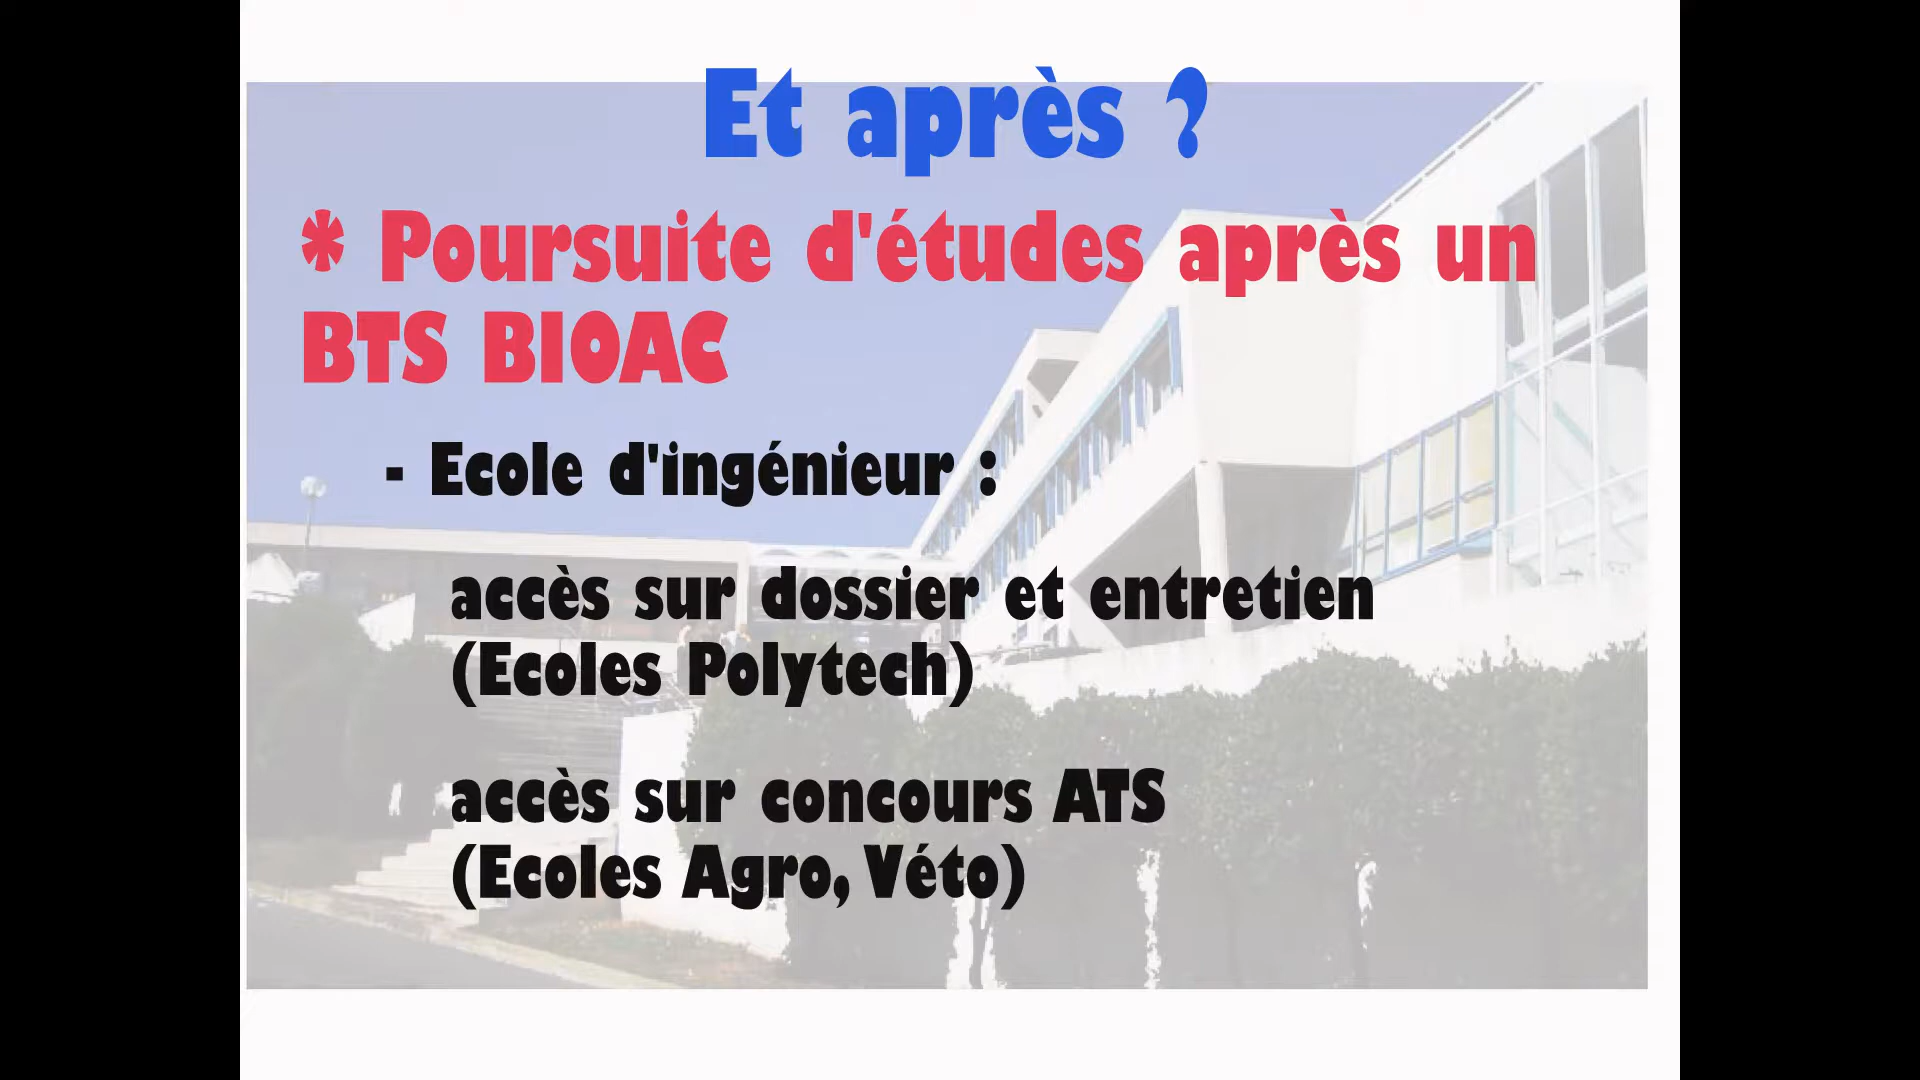 Et après ?
* Poursuite d'études après un
BTS BIOAC
- Ecole d'ingénieur :
accès sur dossier et entretien
(Ecoles Polytech)
accès sur concours ATS
(Ecoles Agro, Véto)